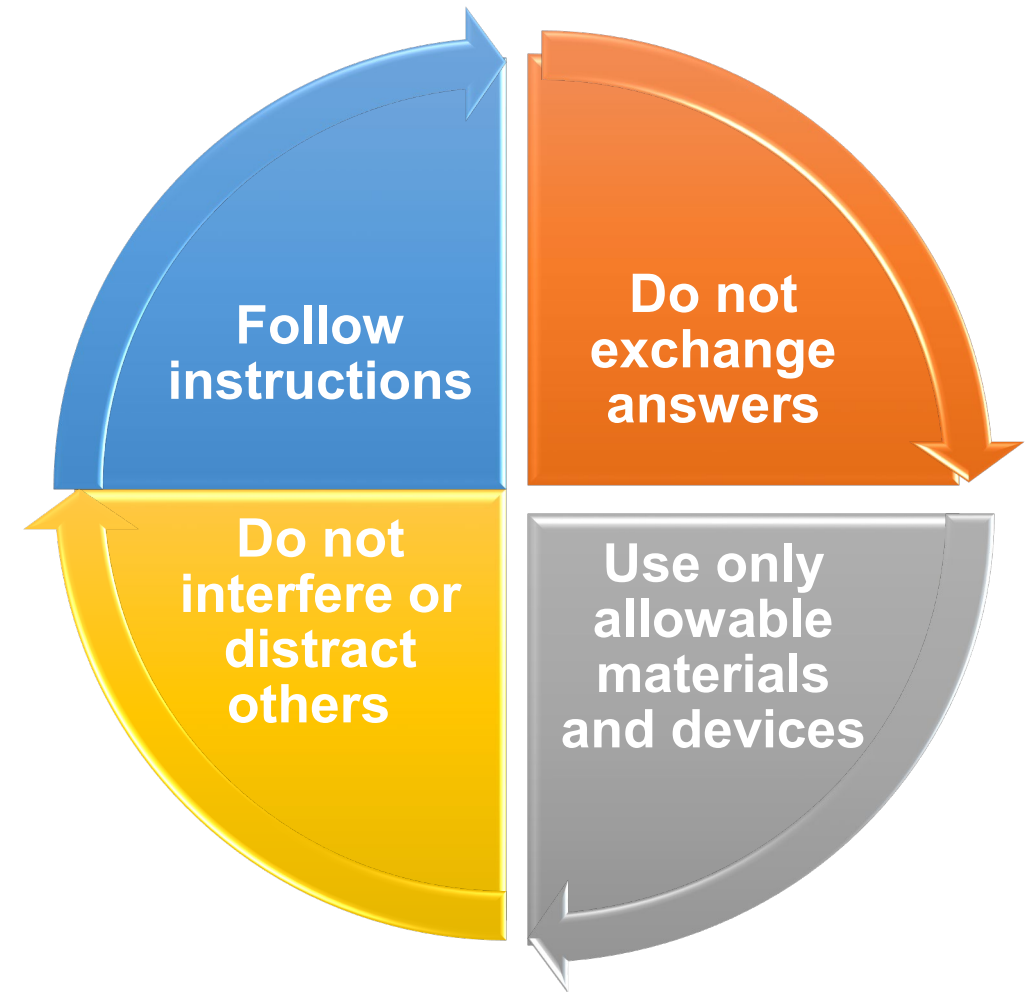 Follow
instructions
Do not
exchange
answers
Do not
interfere or
distract
others
Use only
allowable
materials
and devices